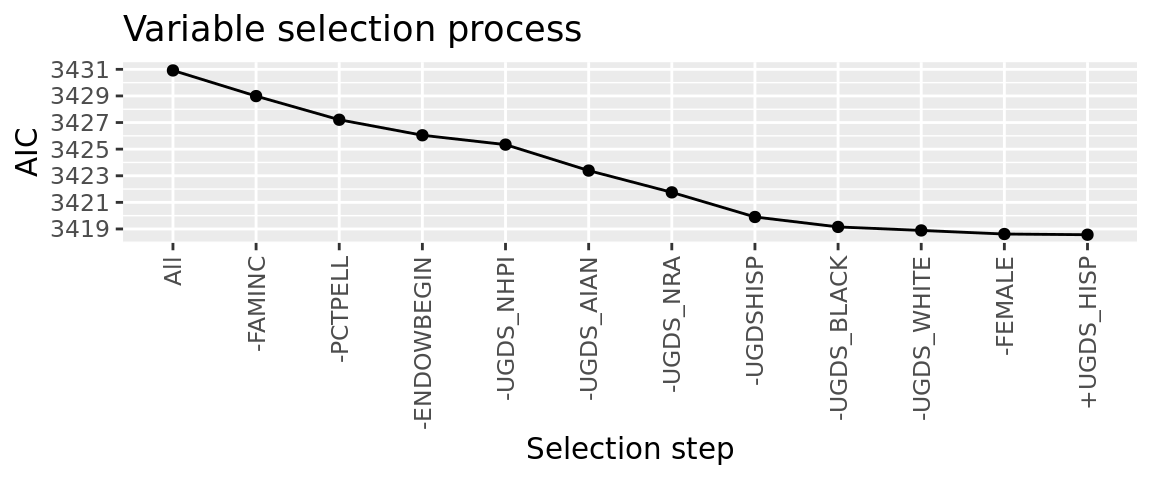 Variable selection process
AIC
3431
3429
3427
3425
3423
3421
3419
All
-FAMINC
-PCTPELL
-ENDOWBEGIN
-UGDS_NHPI
-UGDS_AIAN
-UGDS_NRA
-UGDSHISP
-UGDS_BLACK
-UGDS_WHITE
-FEMALE
+UGDS_HISP
Selection step